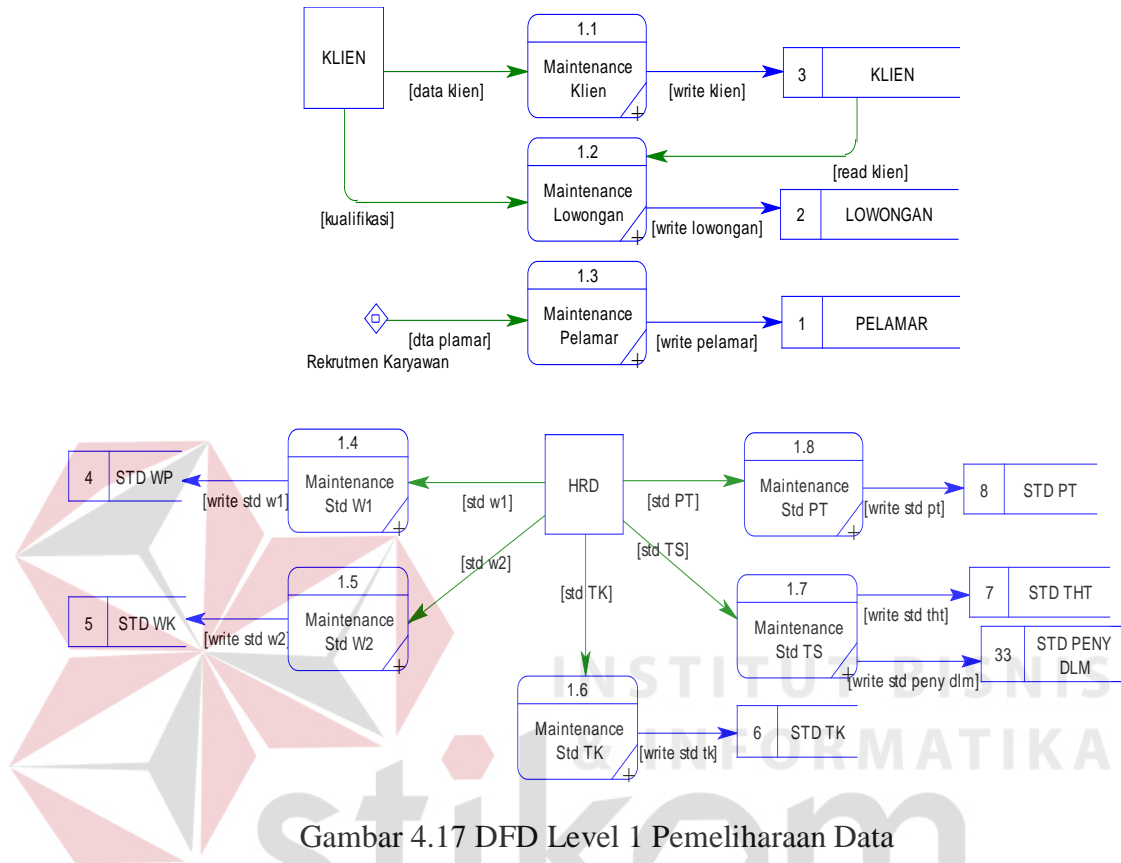 KLIEN
[data klien]
1.1
Maintenance
Klien
[write klien]
3 KLIEN
[kualifikasi]
1.2
Maintenance
Lowongan
[read klien]
[write lowongan]
2 LOWONGAN
Rekrutmen Karyawan
[dta plamar]
1.3
Maintenance
Pelamar
[write pelamar]
1 PELAMAR
4 STD WP
[write std w1]
1.4
Maintenance
Std W1
[std w1]
HRD
[std PT]
1.8
Maintenance
Std PT
[write std pt]
8 STD PT
5 STD WK
[write std w2]
1.5
Maintenance
Std W2
[std w2]
[std TK]
[std TS]
1.7
Maintenance
Std TS
[write std tht]
7 STD THT
[write std peny dlm]
33 STD PENY
DLM
1.6
Maintenance
Std TK
[write std tk]
6 STD TK
INSTITUT BISNIS
& INFORMATIKA
stikom
Gambar 4.17 DFD Level 1 Pemeliharaan Data